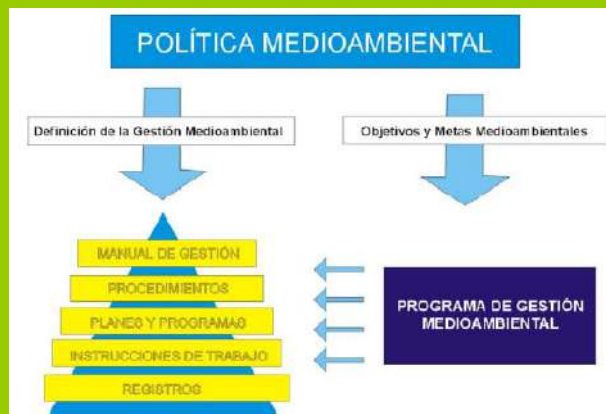 POLÍTICA MEDIOAMBIENTAL
Definición de la Gestión Medioambiental
Objetivos y Metas Medioambientales
MANUAL DE GESTIÓN
PROCEDIMIENTOS
PLANES Y PROGRAMAS
INSTRUCCIONES DE TRABAJO
REGISTROS
PROGRAMA DE GESTIÓN
MEDIOAMBIENTAL